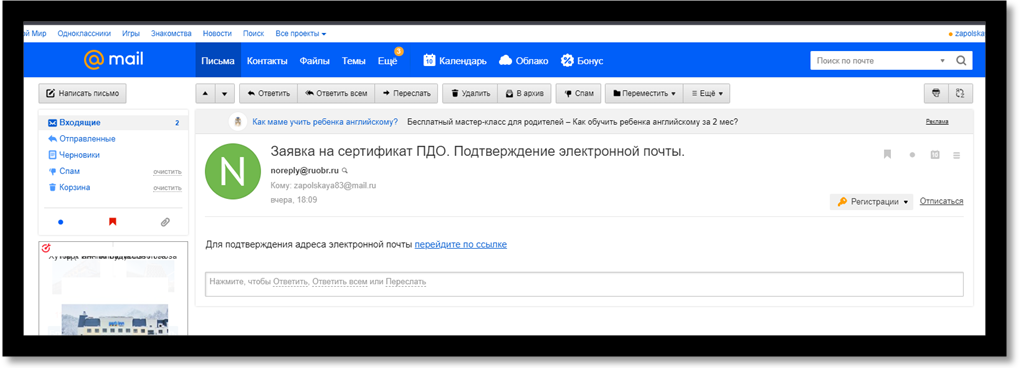 й Мир Одноклассники Игры Знакомства Новости Поиск Все проекты zapolska
@mail Письма Контакты Файлы Темы Ещё 3 10 Календарь Облако Бонус Поиск по почте
Написать письмо Ответить Ответить всем Переслать Удалить В архив Спам Переместить Ещё
Входящие 2
Отправленные
Черновики
Спам очистить
Корзина очистить
Как маме учить ребенка английскому? Бесплатный мастер-класс для родителей – Как обучить ребенка английскому за 2 мес? Реклама
N
Заявка на сертификат ПДО. Подтверждение электронной почты.
noreply@ruobr.ru
Кому: zapolskaya83@mail.ru
вчера, 18:09
Регистрации Отписаться
Для подтверждения адреса электронной почты перейдите по ссылке
Нажмите, чтобы Ответить, Ответить всем или Переслать